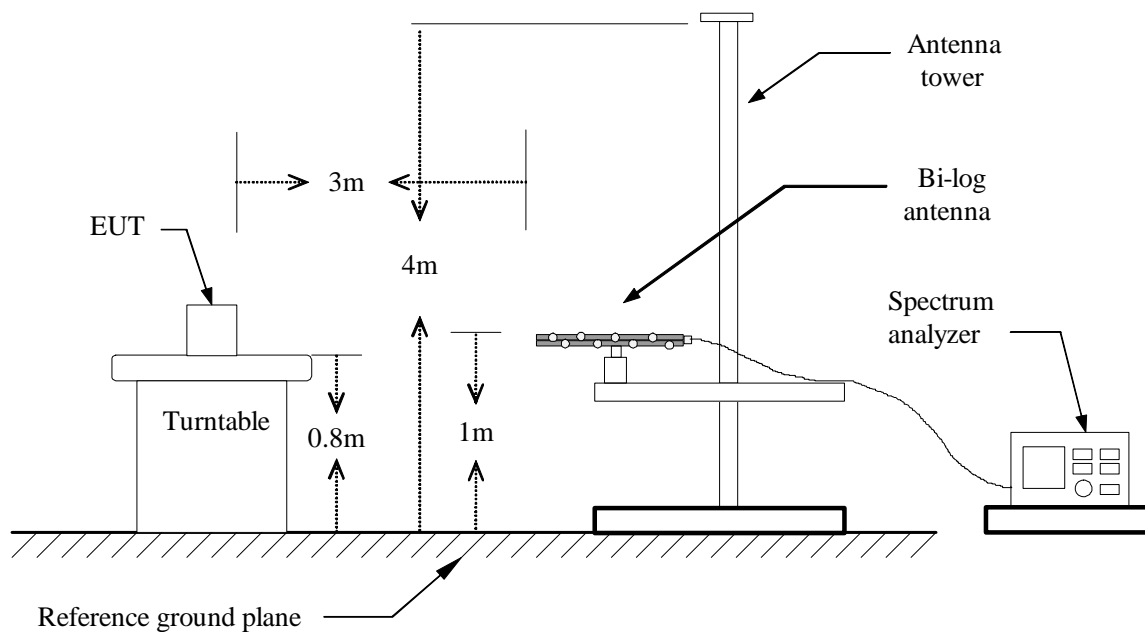 Antenna
tower
3m
Bi-log
antenna
EUT
4m
Spectrum
analyzer
Turntable
0.8m
1m
Reference ground plane